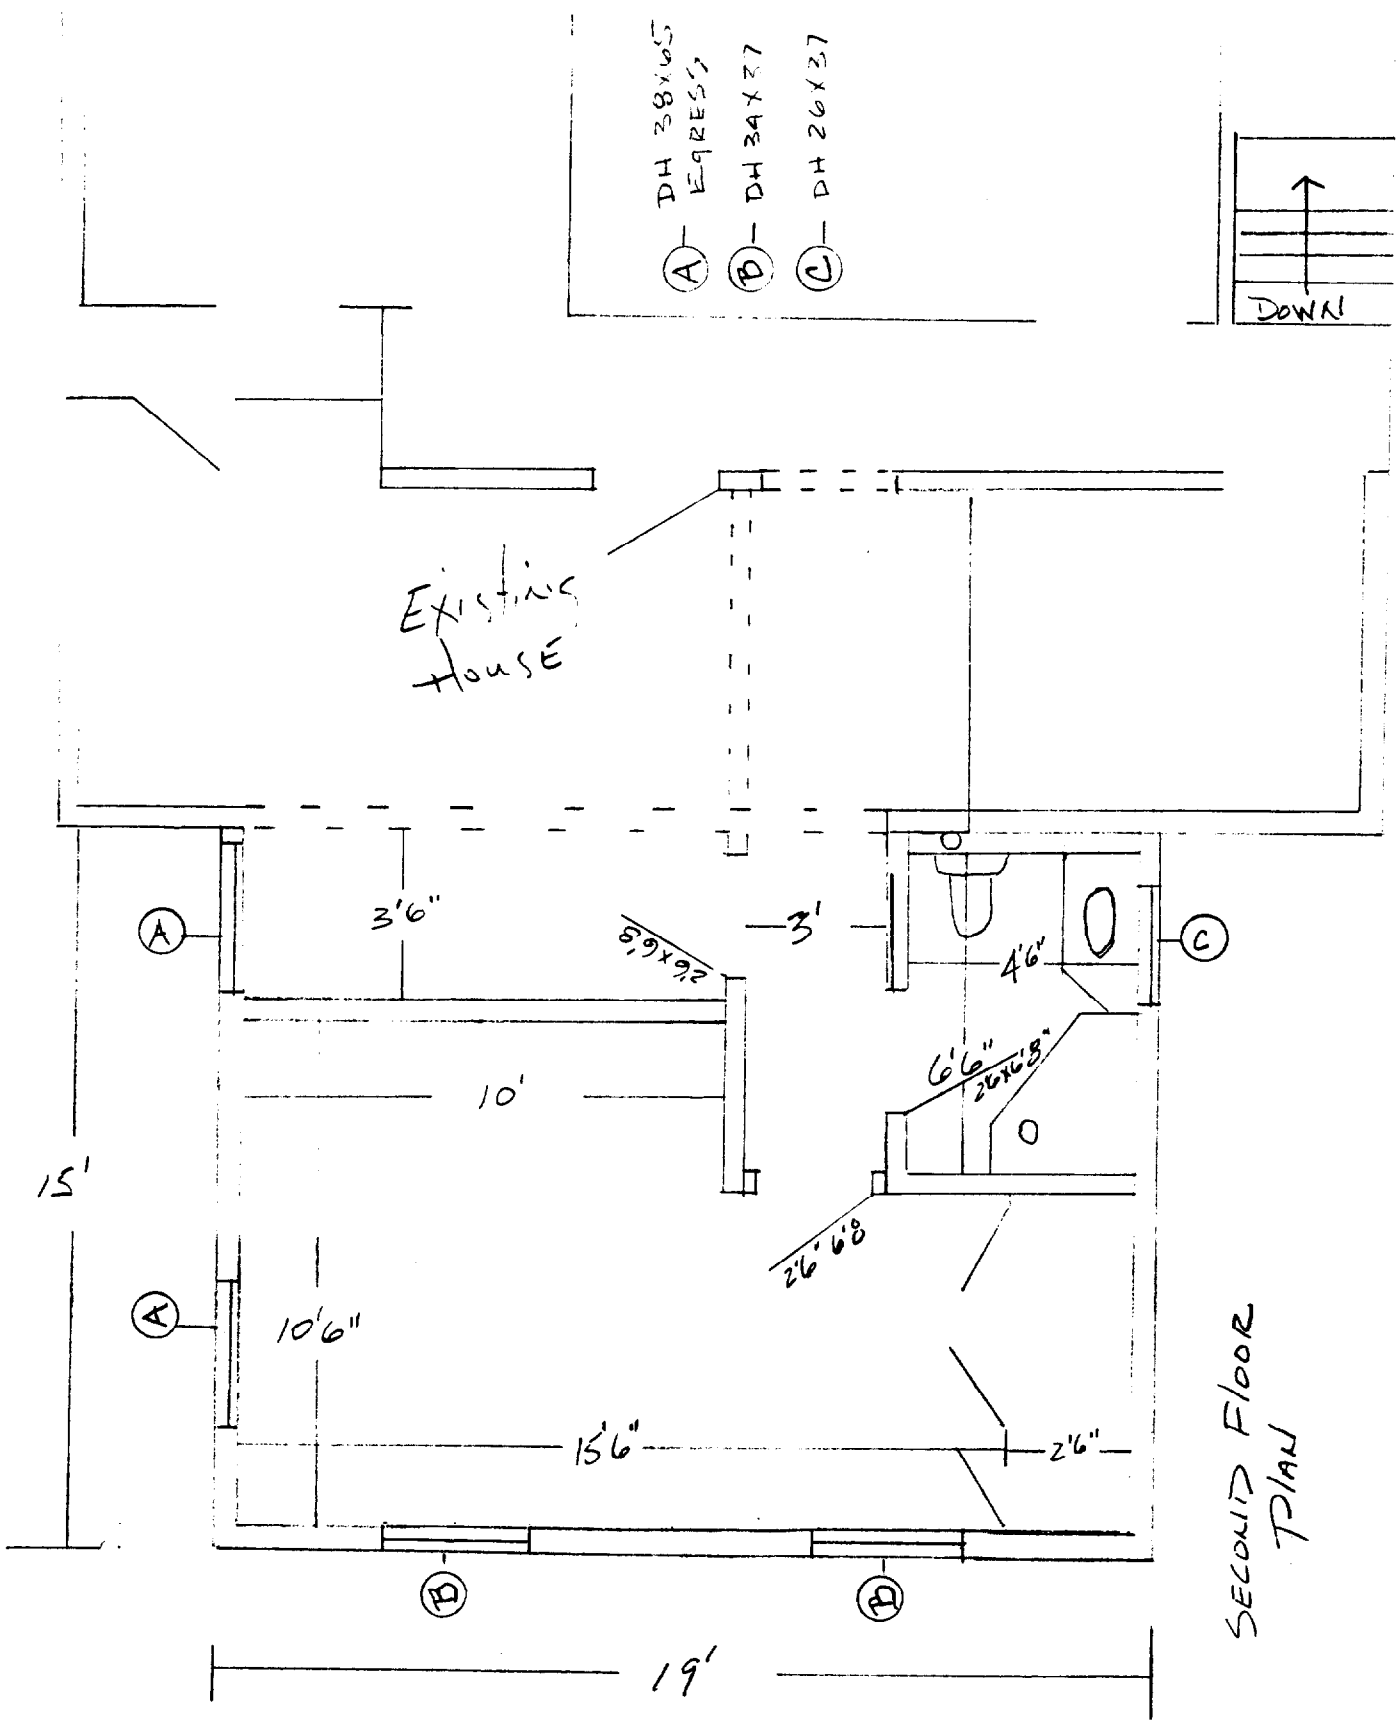 A - DH 38X65
EGRESS
B - DH 34X37
C - DH 26X37
DOWN
Existing
House
A
3'6"
2'6 x 6'8
3'
4'6"
C
6'6"
2'6x6'8"
10'
15'
A
10'6"
2'6' 6'8
15'6"
2'6"
B
B
19'
SECOND Floor
PlAN